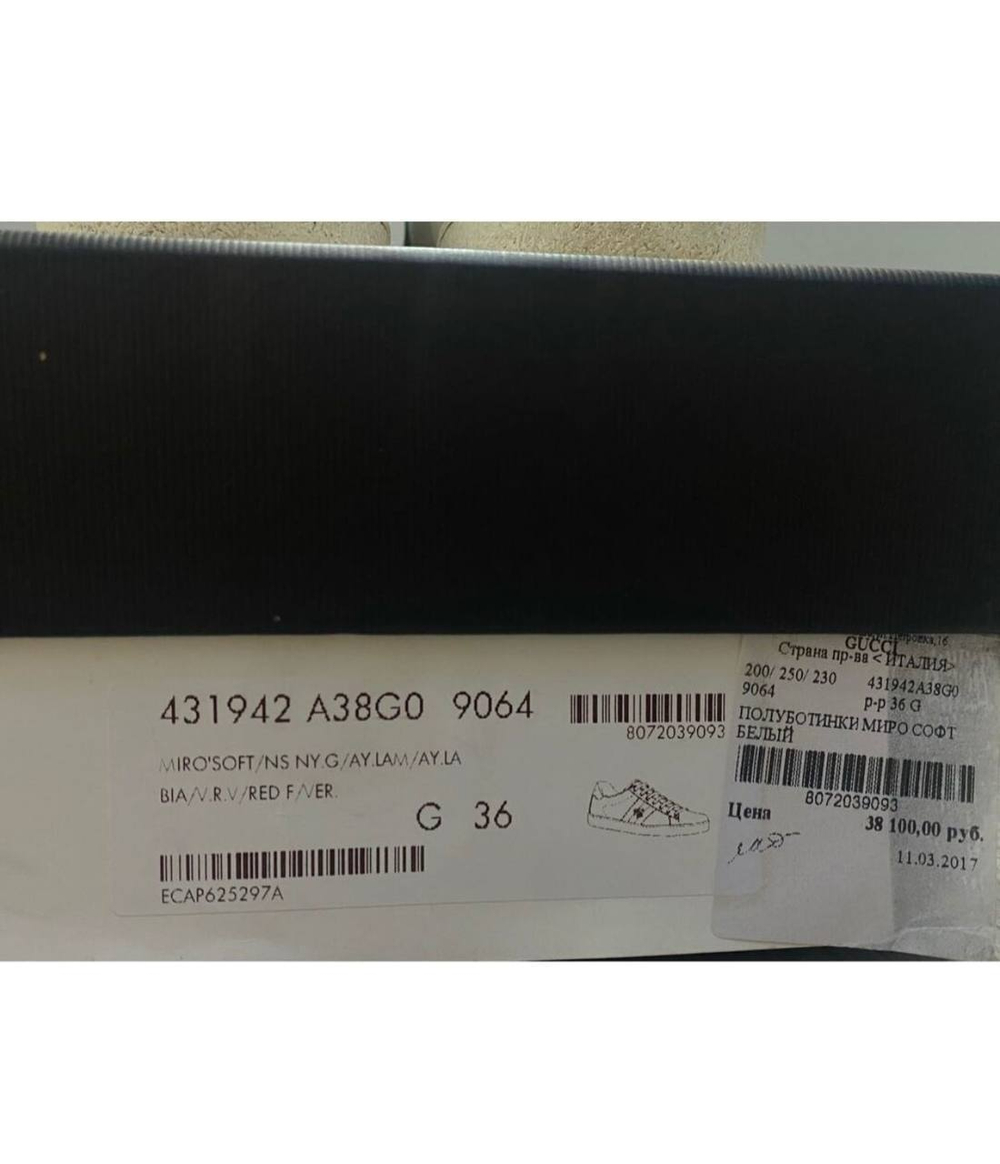 431942 A38G0 9064
8072039093
MIRO'SOFT/NS NY.G/AY.LAM/AY.LA
BIA/V.R.V/RED F/VER.
G 36
ECAP625297A
GUCCI
Страна пр-ва <ИТАЛИЯ>
200/ 250/ 230 431942A38G0
9064 р-р 36 G
ПОЛУБОТИНКИ МИРО СОФТ
БЕЛЫЙ
8072039093
Цена 38 100,00 руб.
11.03.2017